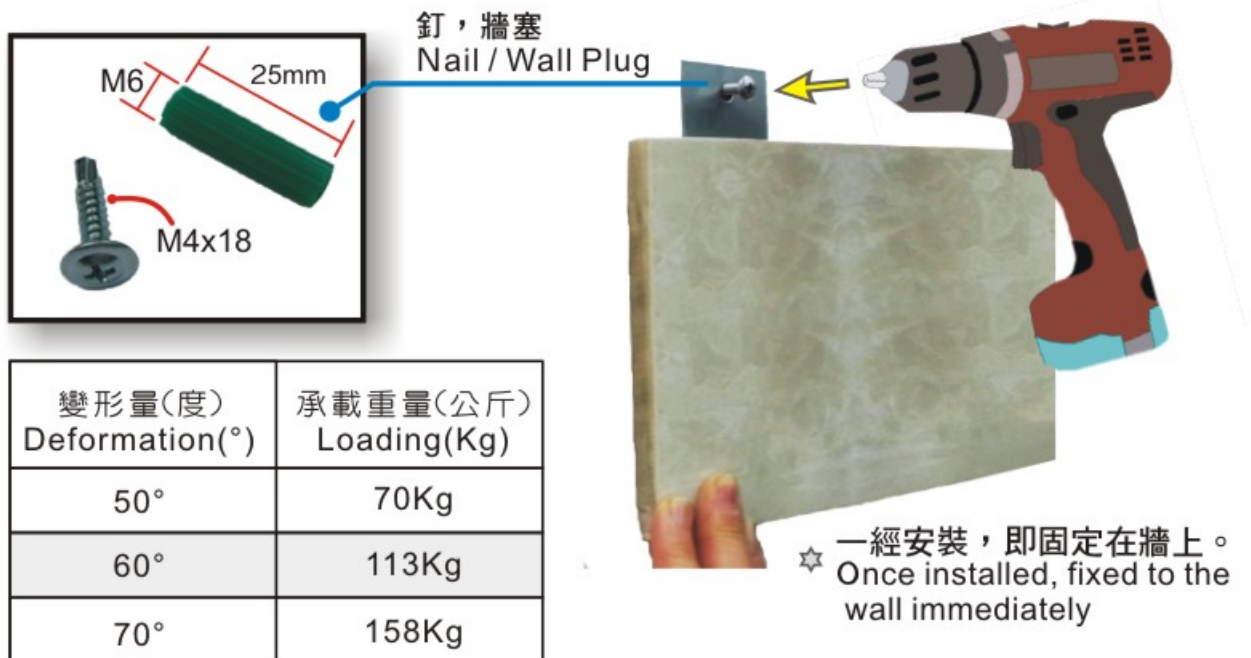 釘，牆塞
Nail / Wall Plug
M6
25mm
M4x18
變形量(度)
Deformation(°)
承載重量(公斤)
Loading(Kg)
50°
70Kg
60°
113Kg
70°
158Kg
一經安裝，即固定在牆上。
Once installed, fixed to the
wall immediately